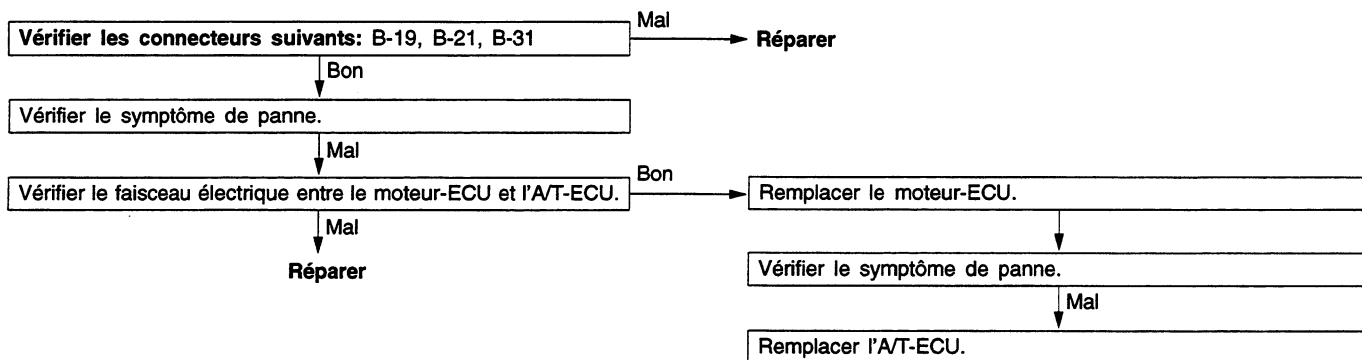 Vérifier les connecteurs suivants: B-19, B-21, B-31
Mal
Réparer
Bon
Vérifier le symptôme de panne.
Mal
Vérifier le faisceau électrique entre le moteur-ECU et l'A/T-ECU.
Bon
Remplacer le moteur-ECU.
Mal
Réparer
Vérifier le symptôme de panne.
Mal
Remplacer l'A/T-ECU.